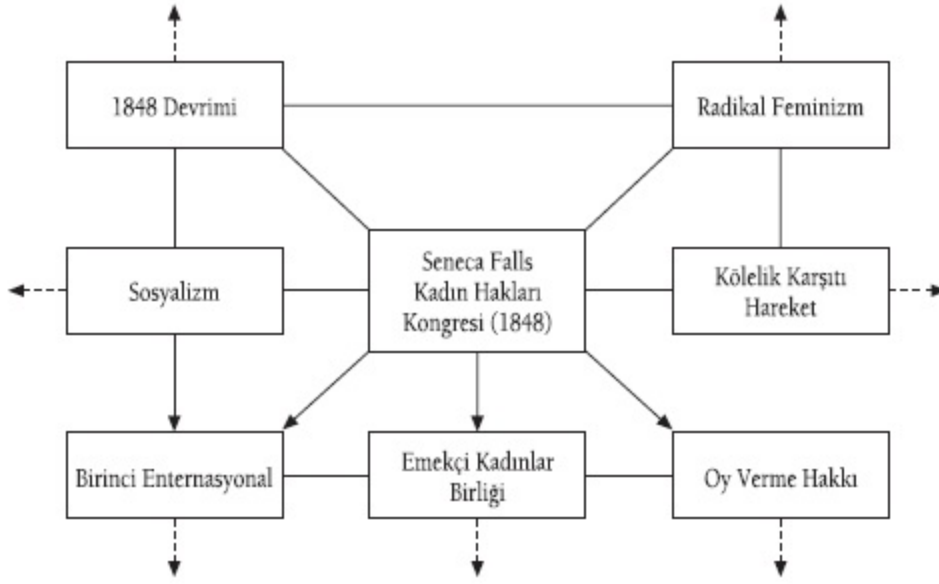 1848 Devrimi
Radikal Feminizm
Sosyalizm
Seneca Falls
Kadın Hakları
Kongresi (1848)
Kölelik Karşıtı
Hareket
Birinci Enternasyonal
Emekçi Kadınlar
Birliği
Oy Verme Hakkı